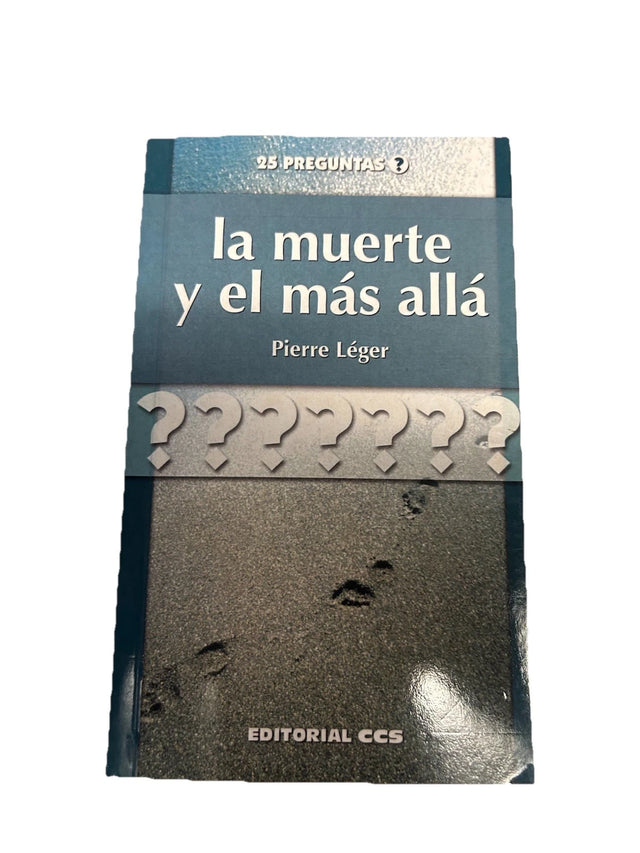 25 PREGUNTAS ?
la muerte
y el más allá
Pierre Léger
? ? ? ? ? ? ?
EDITORIAL CCS